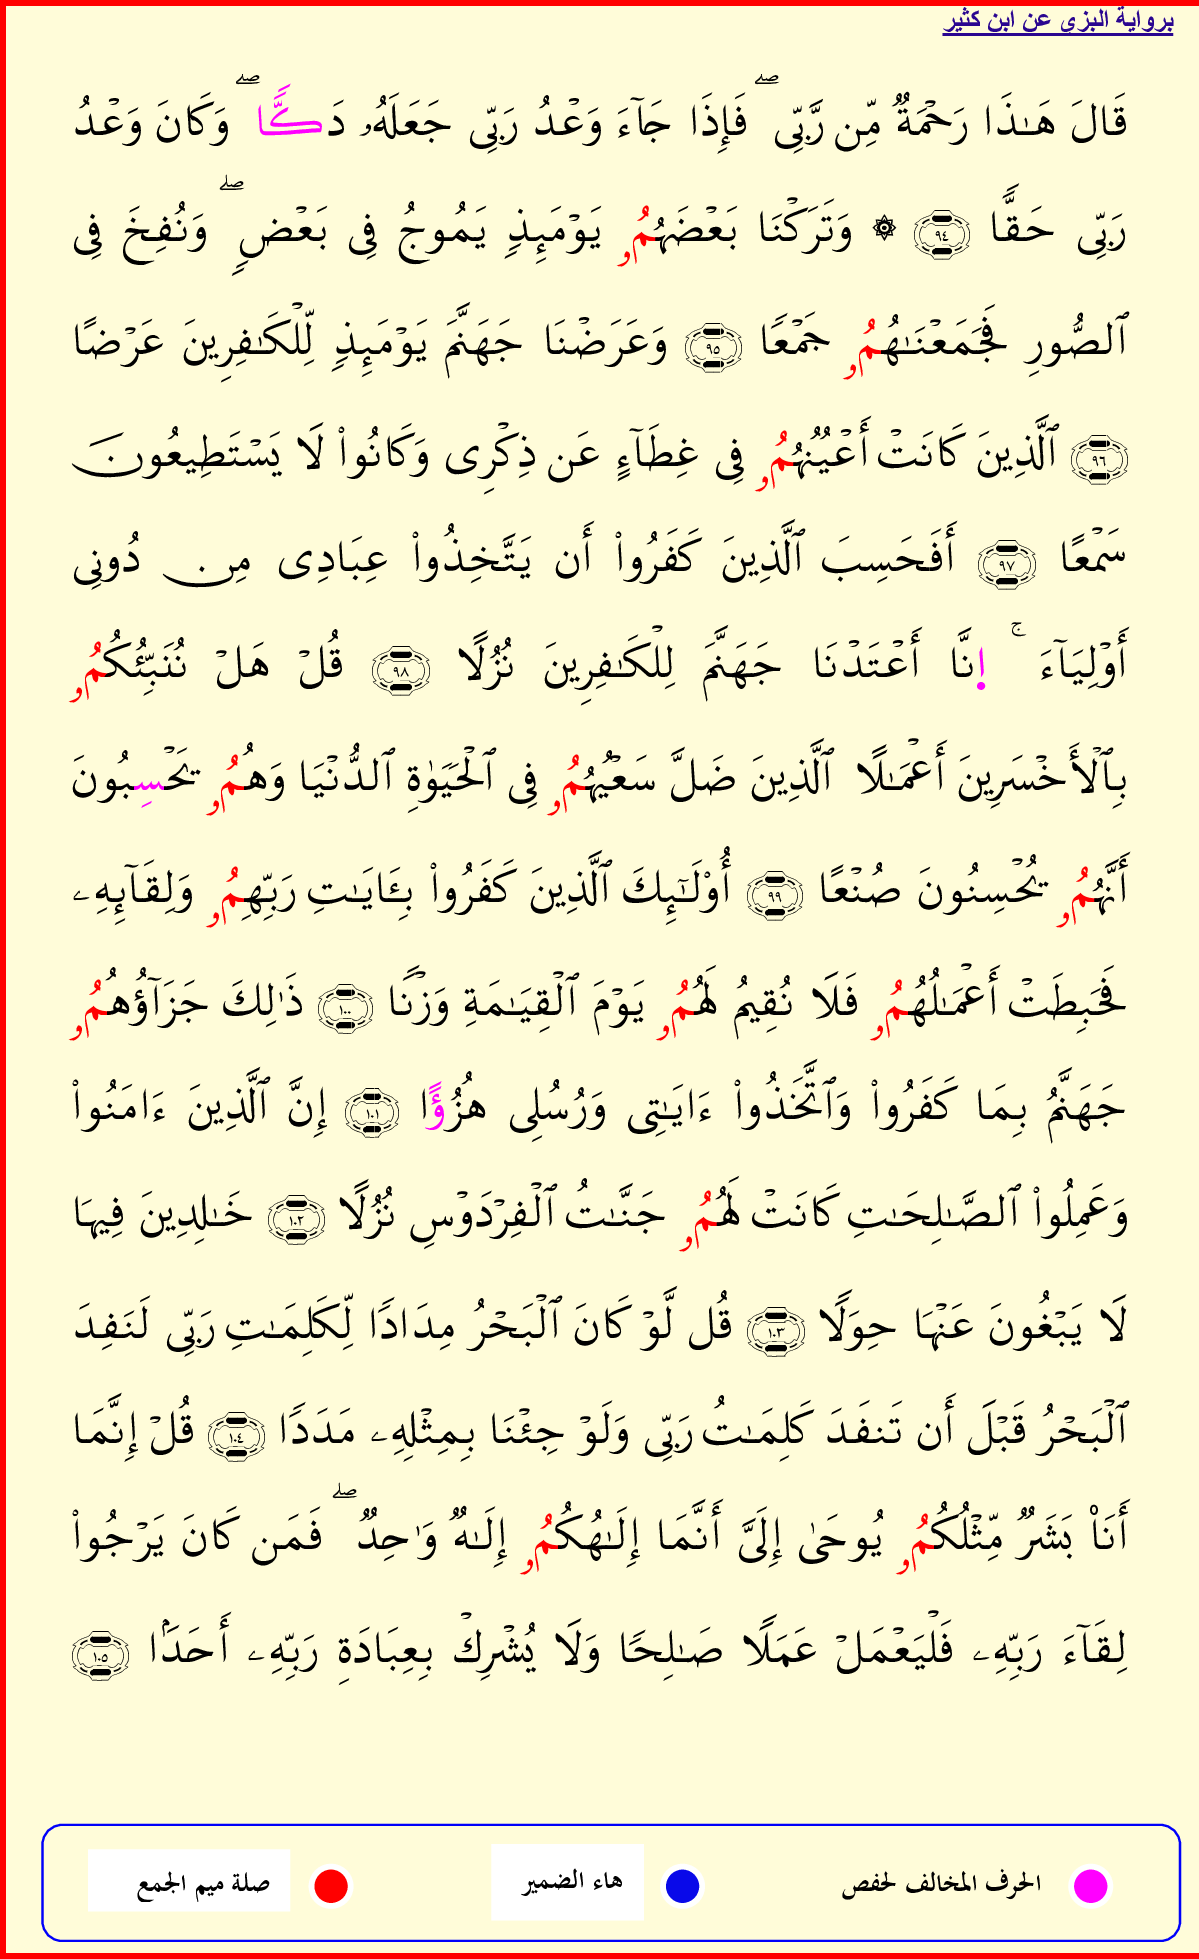 برواية البزي عن ابن كثير
قَالَ هَـٰذَا رَحْمَةٌ مِّن رَّبِّى ۖ فَإِذَا جَآءَ وَعْدُ رَبِّى جَعَلَهُۥ دَكًّا ۖ وَكَانَ وَعْدُ
رَبِّى حَقًّا ٩٤ ۞ وَتَرَكْنَا بَعْضَهُمُۥ يَوْمَئِذٍ يَمُوجُ فِى بَعْضٍ ۖ وَنُفِخَ فِى
ٱلصُّورِ فَجَمَعْنَـٰهُمُۥ جَمْعًا ٩٥ وَعَرَضْنَا جَهَنَّمَ يَوْمَئِذٍ لِّلْكَـٰفِرِينَ عَرْضًا
٩٦ ٱلَّذِينَ كَانَتْ أَعْيُنُهُمُۥ فِى غِطَآءٍ عَن ذِكْرِى وَكَانُوا۟ لَا يَسْتَطِيعُونَ
سَمْعًا ٩٧ أَفَحَسِبَ ٱلَّذِينَ كَفَرُوا۟ أَن يَتَّخِذُوا۟ عِبَادِى مِن دُونِى
أَوْلِيَآءَ ۚ اِنَّا أَعْتَدْنَا جَهَنَّمَ لِلْكَـٰفِرِينَ نُزُلًا ٩٨ قُلْ هَلْ نُنَبِّئُكُمُۥ
بِٱلْأَخْسَرِينَ أَعْمَـٰلًا ٱلَّذِينَ ضَلَّ سَعْيُهُمُۥ فِى ٱلْحَيَوٰةِ ٱلدُّنْيَا وَهُمُۥ يَحْسِبُونَ
أَنَّهُمُۥ يُحْسِنُونَ صُنْعًا ٩٩ أُو۟لَـٰٓئِكَ ٱلَّذِينَ كَفَرُوا۟ بِـَٔايَـٰتِ رَبِّهِمُۥ وَلِقَآئِهِۦ
فَحَبِطَتْ أَعْمَـٰلُهُمُۥ فَلَا نُقِيمُ لَهُمُۥ يَوْمَ ٱلْقِيَـٰمَةِ وَزْنًا ١٠٠ ذَٰلِكَ جَزَآؤُهُمُۥ
جَهَنَّمُ بِمَا كَفَرُوا۟ وَٱتَّخَذُوٓا۟ ءَايَـٰتِى وَرُسُلِى هُزُؤًا ١٠١ إِنَّ ٱلَّذِينَ ءَامَنُوا۟
وَعَمِلُوا۟ ٱلصَّـٰلِحَـٰتِ كَانَتْ لَهُمُۥ جَنَّـٰتُ ٱلْفِرْدَوْسِ نُزُلًا ١٠٢ خَـٰلِدِينَ فِيهَا
لَا يَبْغُونَ عَنْهَا حِوَلًا ١٠٣ قُل لَّوْ كَانَ ٱلْبَحْرُ مِدَادًا لِّكَلِمَـٰتِ رَبِّى لَنَفِدَ
ٱلْبَحْرُ قَبْلَ أَن تَنفَدَ كَلِمَـٰتُ رَبِّى وَلَوْ جِئْنَا بِمِثْلِهِۦ مَدَدًا ١٠٤ قُلْ إِنَّمَا
أَنَا۠ بَشَرٌ مِّثْلُكُمُۥ يُوحَىٰ إِلَىَّ أَنَّمَا إِلَـٰهُكُمُۥ إِلَـٰهٌ وَٰحِدٌ ۖ فَمَن كَانَ يَرْجُوا۟
لِقَآءَ رَبِّهِۦ فَلْيَعْمَلْ عَمَلًا صَـٰلِحًا وَلَا يُشْرِكْ بِعِبَادَةِ رَبِّهِۦ أَحَدًۢا ١٠٥
الحرف المخالف لحفص هاء الضمير صلة ميم الجمع